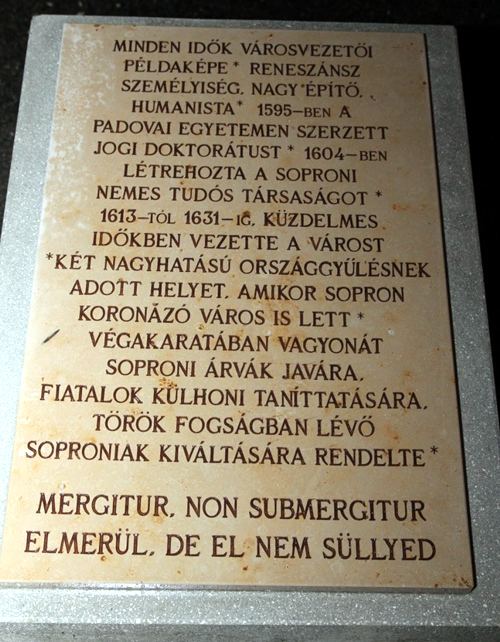 MINDEN IDŐK VÁROSVEZETŐI
PÉLDAKÉPE* RENESZÁNSZ
SZEMÉLYISÉG, NAGY ÉPÍTŐ,
HUMANISTA* 1595–BEN A
PADOVAI EGYETEMEN SZERZETT
JOGI DOKTORÁTUST * 1604–BEN
LÉTREHOZTA A SOPRONI
NEMES TUDÓS TÁRSASÁGOT *
1613–TÓL 1631–IG, KÜZDELMES
IDŐKBEN VEZETTE A VÁROST
*KÉT NAGYHATÁSÚ ORSZÁGGYŰLÉSNEK
ADOTT HELYET, AMIKOR SOPRON
KORONÁZÓ VÁROS IS LETT *
VÉGAKARATÁBAN VAGYONÁT
SOPRONI ÁRVÁK JAVÁRA,
FIATALOK KÜLHONI TANÍTTATÁSÁRA,
TÖRÖK FOGSÁGBAN LÉVŐ
SOPRONIAK KIVÁLTÁSÁRA RENDELTE*
MERGITUR, NON SUBMERGITUR
ELMERÜL, DE EL NEM SÜLLYED